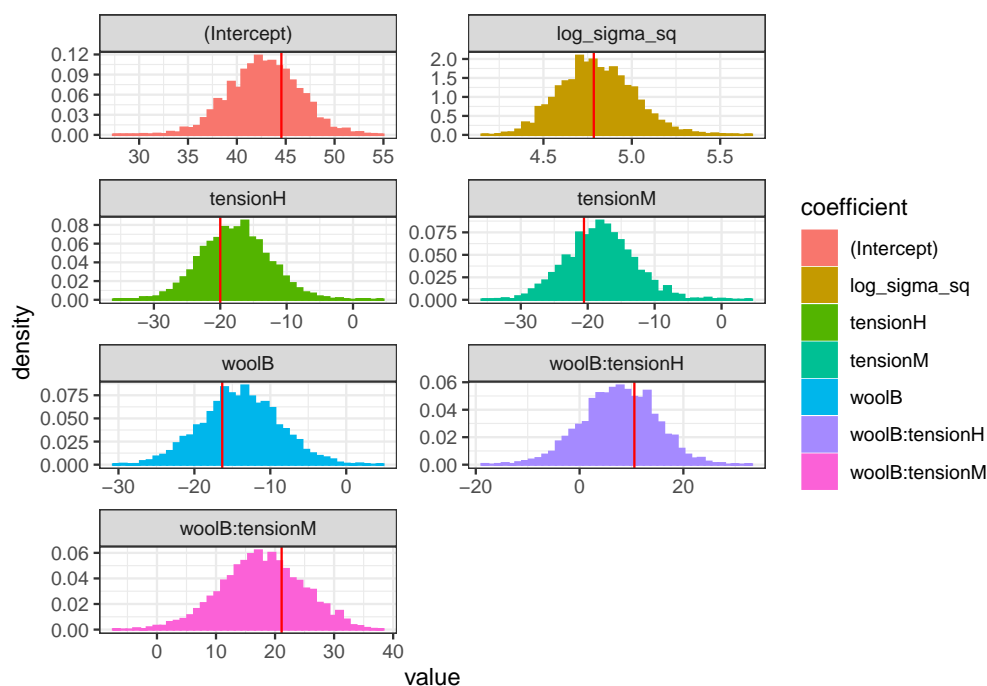 (Intercept)
log_sigma_sq
0.12
0.09
0.06
0.03
0.00
30 35 40 45 50 55
2.0
1.5
1.0
0.5
0.0
4.5 5.0 5.5
tensionH
tensionM
0.08
0.06
0.04
0.02
0.00
−30 −20 −10 0
0.075
0.050
0.025
0.000
−30 −20 −10 0
woolB
woolB:tensionH
0.075
0.050
0.025
0.000
−30 −20 −10 0
0.06
0.04
0.02
0.00
−20 0 20
woolB:tensionM
0.06
0.04
0.02
0.00
0 10 20 30 40
value
density
coefficient
(Intercept)
log_sigma_sq
tensionH
tensionM
woolB
woolB:tensionH
woolB:tensionM